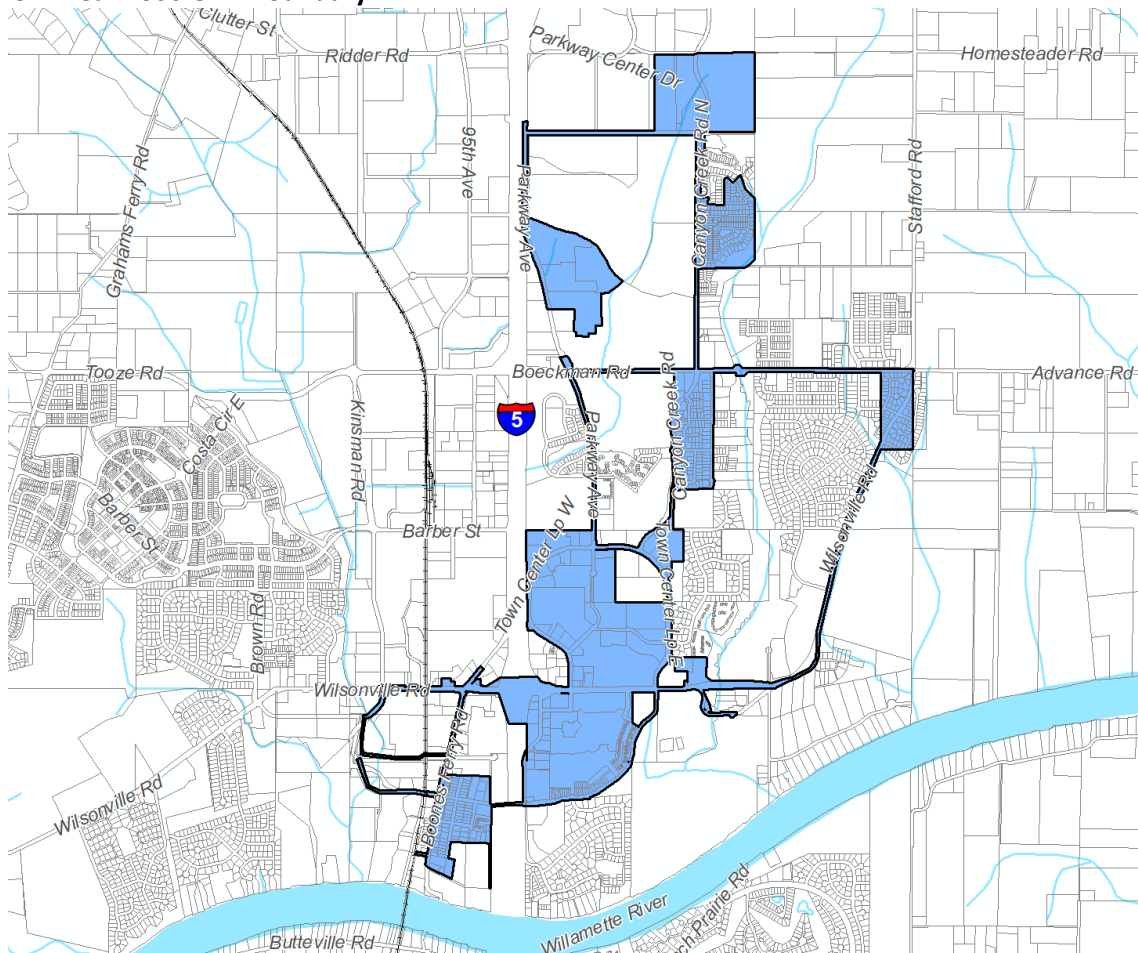 Clutter St
Ridder Rd
Parkway Center Dr
Homesteader Rd
95th Ave
Grahams Ferry Rd
Parkway Ave
Canyon Creek Rd N
Stafford Rd
Tooze Rd
Boeckman Rd
Advance Rd
5
Costa Cir E
Kinsman Rd
Parkway Ave
Canyon Creek Rd
Barber St
Barber St
Town Center Lp W
Town Center Lp E
Wilsonville Rd
Brown Rd
Wilsonville Rd
Boones Ferry Rd
Wilsonville Rd
Willamette River
Prairie Rd
Butteville Rd